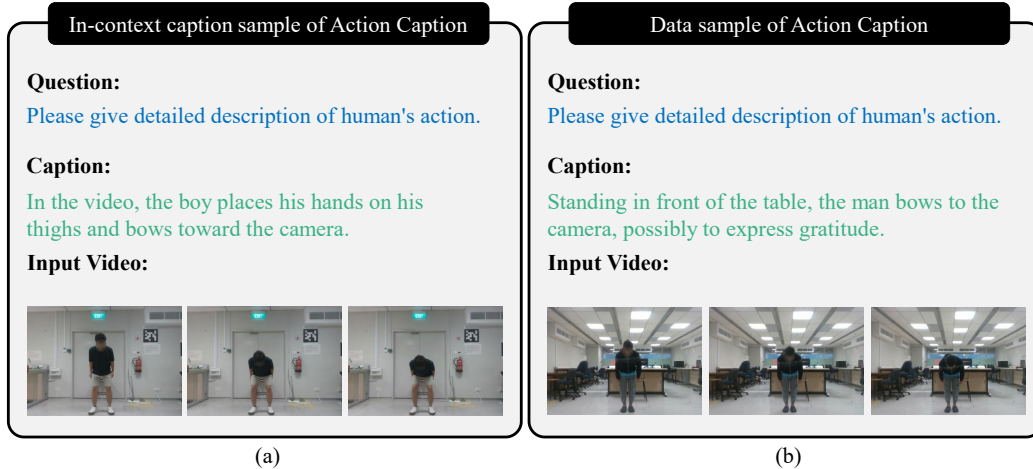 In-context caption sample of Action Caption
Question:
Please give detailed description of human's action.
Caption:
In the video, the boy places his hands on his
thighs and bows toward the camera.
Input Video:
(a)
Data sample of Action Caption
Question:
Please give detailed description of human's action.
Caption:
Standing in front of the table, the man bows to the
camera, possibly to express gratitude.
Input Video:
(b)